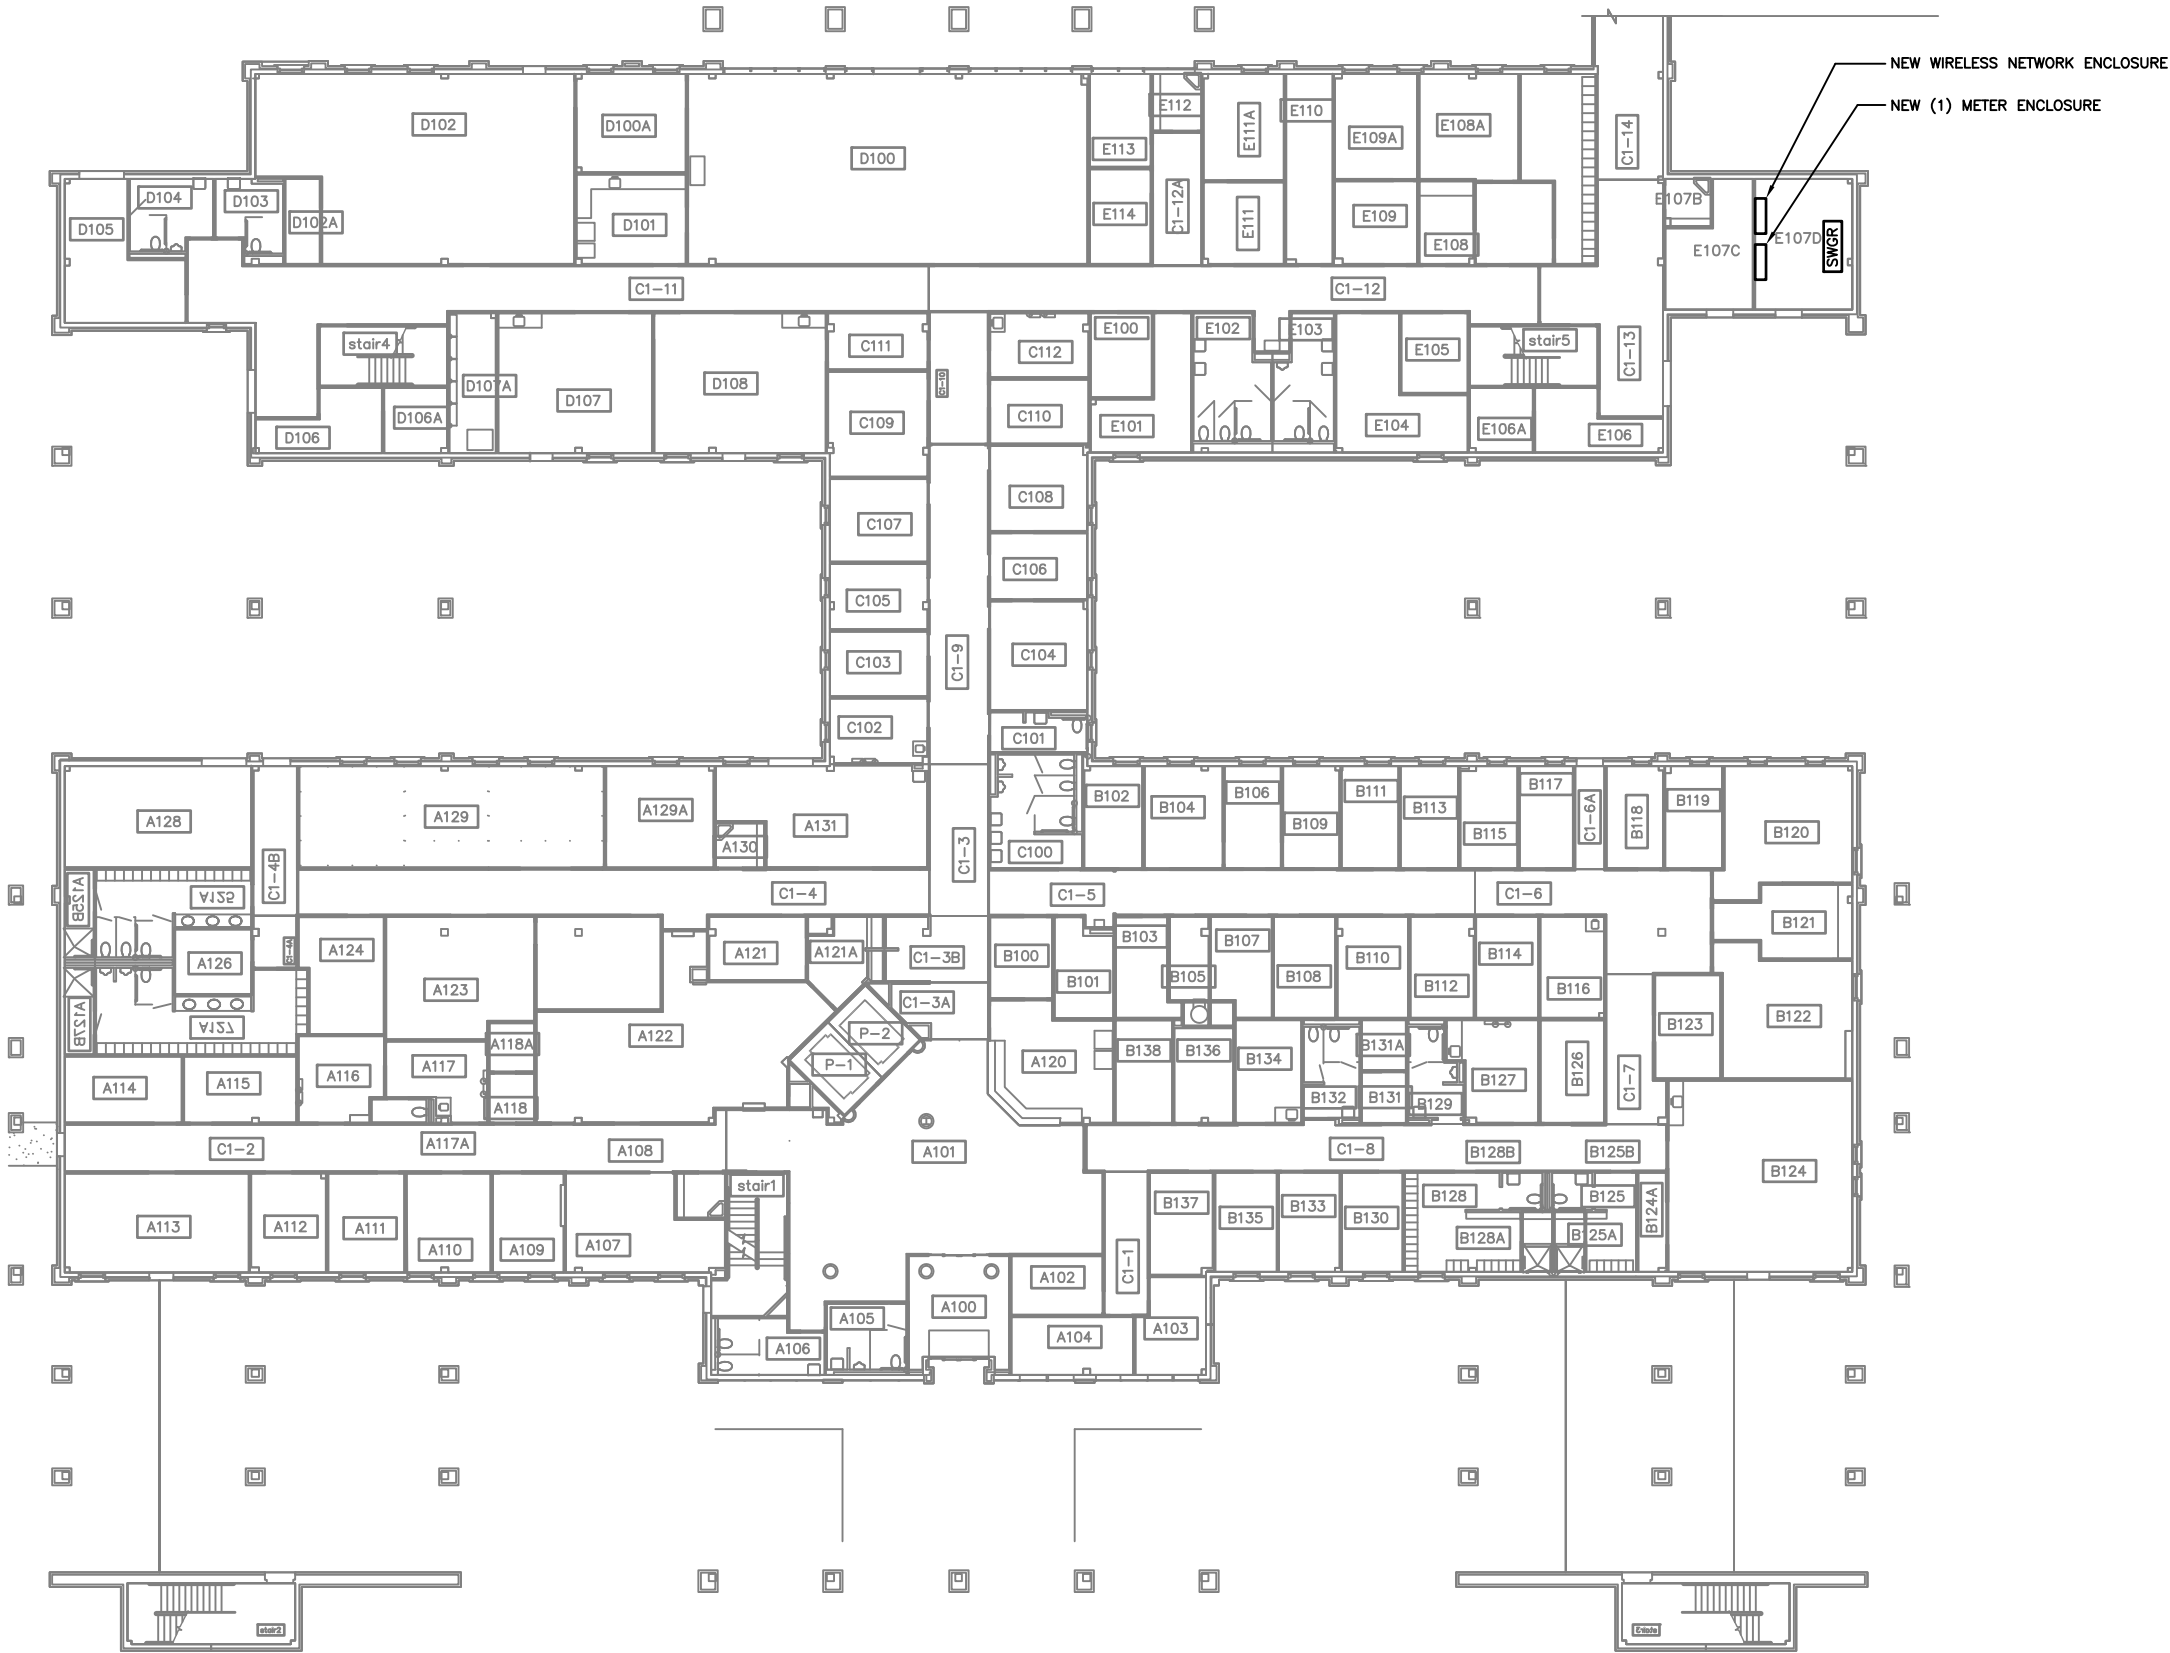 NEW WIRELESS NETWORK ENCLOSURE
NEW (1) METER ENCLOSURE
D102
D100A
D100
E113
E112
E111A
E110
E109A
E108A
C1-14
D105
D104
D103
D102A
D101
E114
C1-12A
E111
E109
E108
E107B
E107C
E107D
SWGR
C1-11
C1-12
stair4
D107A
D107
D108
D106
D106A
C111
C109
C1-10
C112
C110
E100
E101
E102
E103
E105
E104
stair5
E106A
E106
C1-13
C107
C108
C105
C106
C103
C104
C1-9
C102
C101
A128
A129
A129A
A130
A131
C1-3
C100
B102
B104
B106
B109
B111
B113
B115
B117
C1-6A
B118
B119
B120
A125B
A125
C1-4B
C1-4
C1-5
C1-6
B121
A126
C1-4A
A124
A123
A121
A121A
C1-3B
C1-3A
B100
B101
B103
B105
B107
B108
B110
B112
B114
B116
B123
B122
A127B
A127
A122
P-2
P-1
A120
A114
A115
A116
A117
A118A
A118
B138
B136
B134
B132
B131A
B131
B129
B127
B126
C1-7
C1-2
A117A
A108
A101
C1-8
B128B
B125B
B124
A113
A112
A111
A110
A109
A107
stair1
C1-1
B137
B135
B133
B130
B128
B128A
B125
B125A
B124A
A105
A106
A100
A102
A104
A103
stair2
stair3